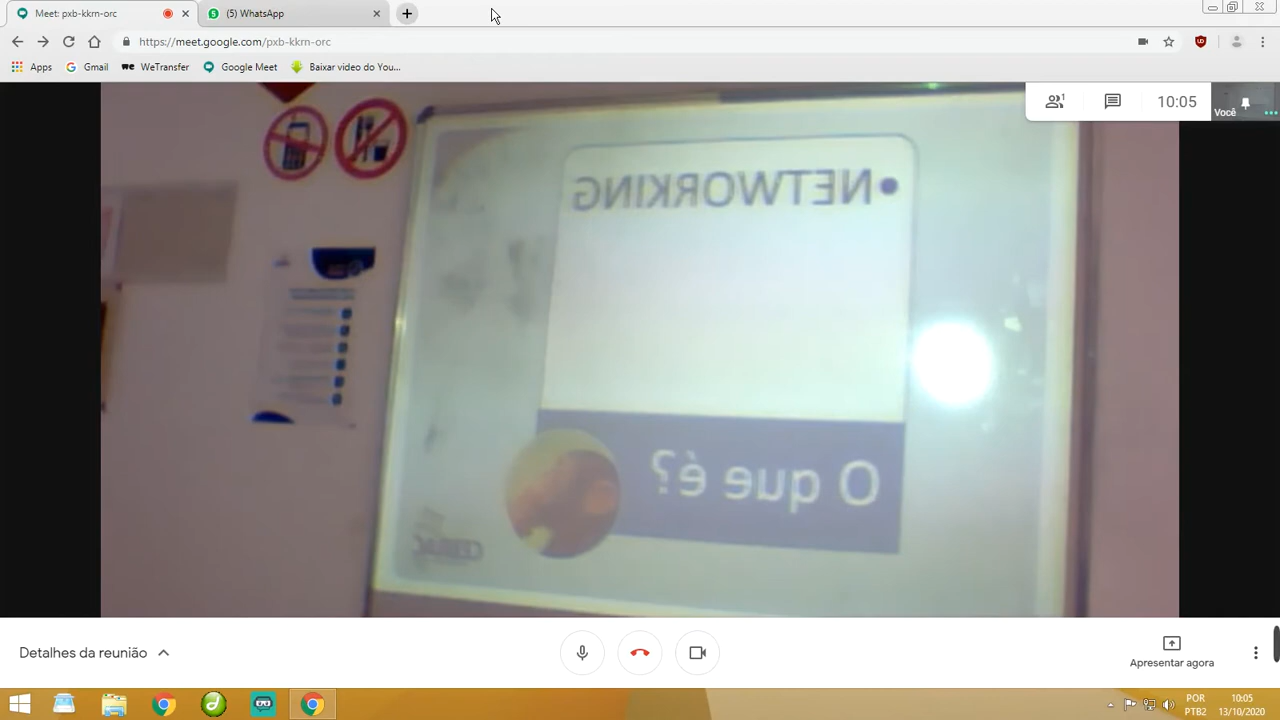 Meet: pxb-kkrn-orc
(5) WhatsApp
https://meet.google.com/pxb-kkrn-orc
Apps
Gmail
WeTransfer
Google Meet
Baixar video do You...
1
10:05
Você
•NETWORKING
O que é?
Detalhes da reunião
Apresentar agora
POR
PTB2
10:05
13/10/2020